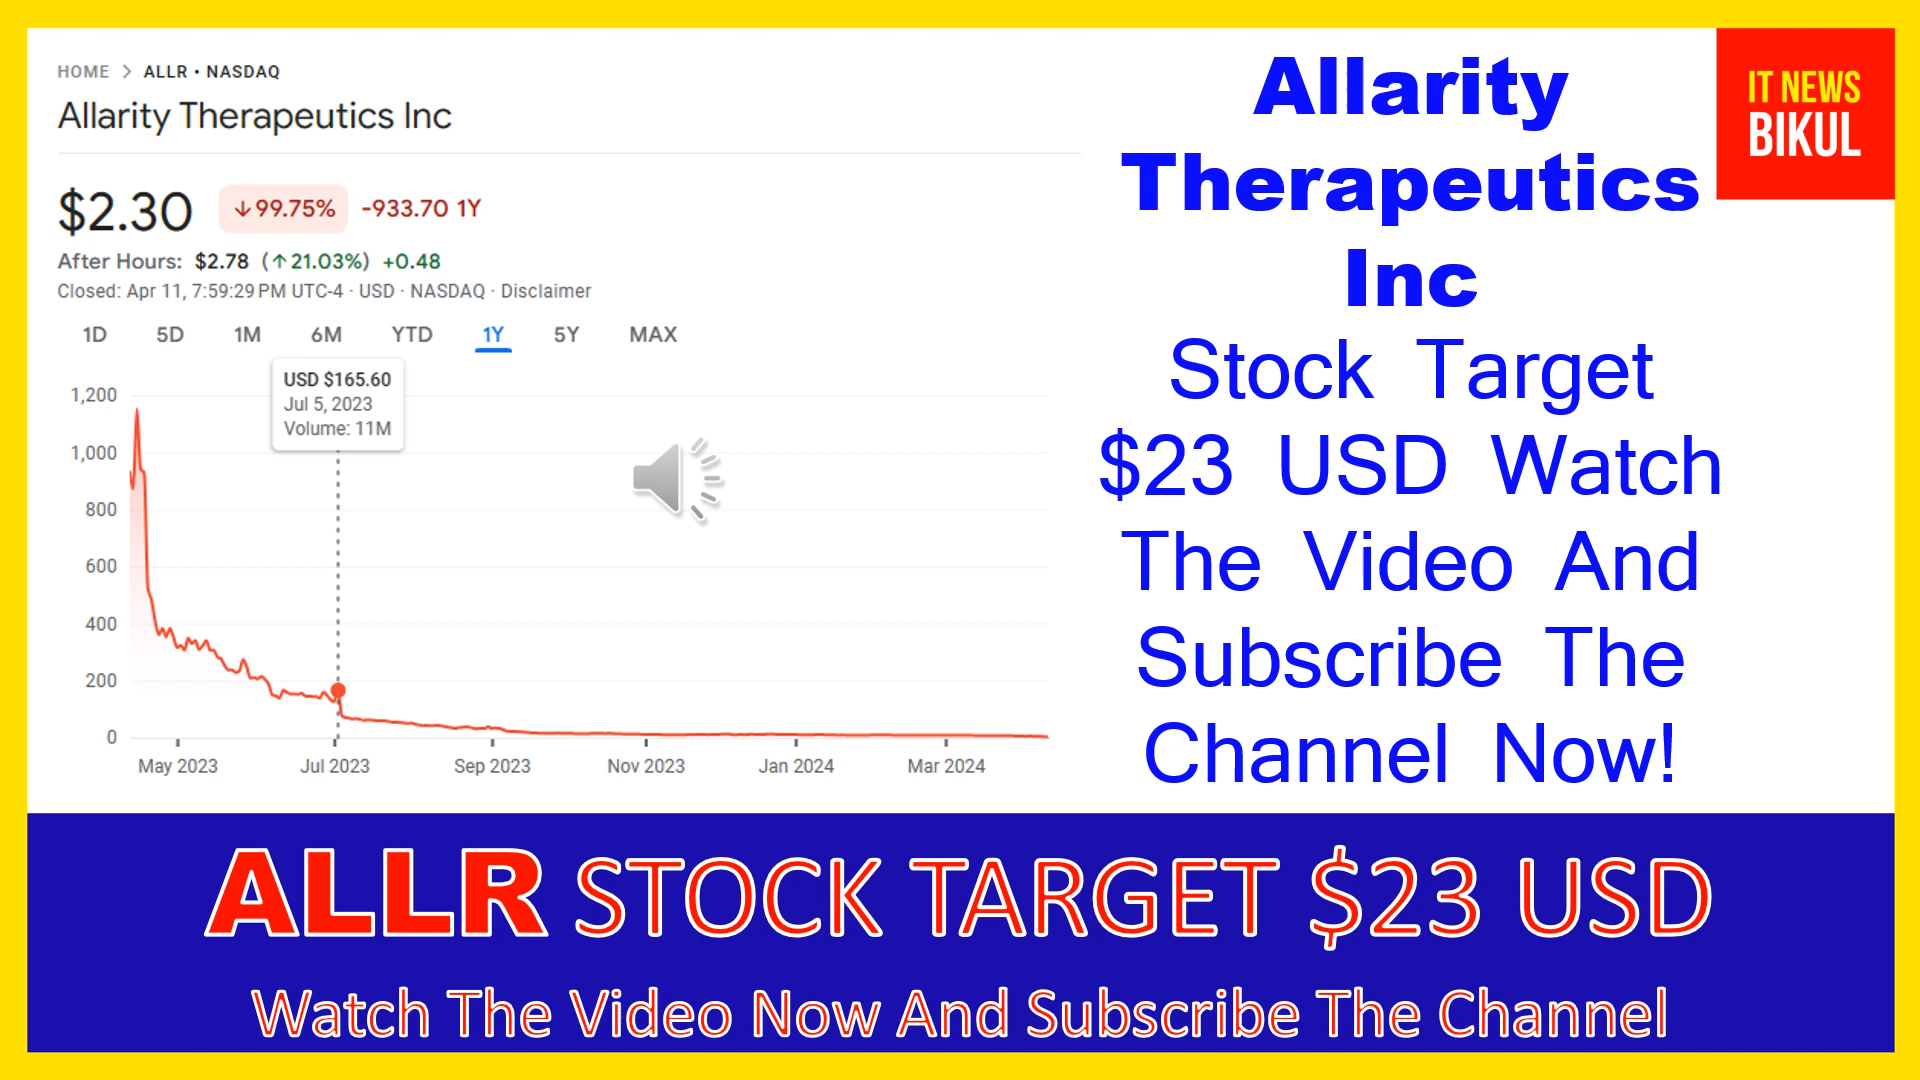 HOME > ALLR • NASDAQ
Allarity Therapeutics Inc
$2.30 ↓99.75% -933.70 1Y
After Hours: $2.78 (↑21.03%) +0.48
Closed: Apr 11, 7:59:29 PM UTC-4 · USD · NASDAQ · Disclaimer
1D 5D 1M 6M YTD 1Y 5Y MAX
USD $165.60
Jul 5, 2023
Volume: 11M
1,200
1,000
800
600
400
200
0
May 2023 Jul 2023 Sep 2023 Nov 2023 Jan 2024 Mar 2024
Allarity
Therapeutics
Inc
Stock Target
$23 USD Watch
The Video And
Subscribe The
Channel Now!
IT NEWS
BIKUL
ALLR STOCK TARGET $23 USD
Watch The Video Now And Subscribe The Channel